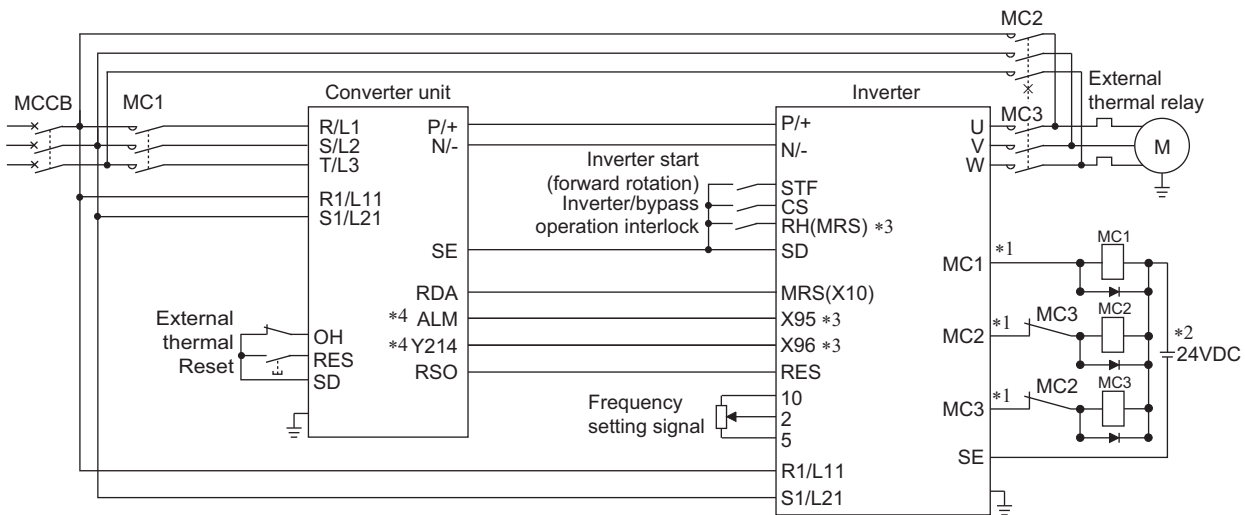 MC2
MCCB
MC1
Converter unit
Inverter
External
thermal relay
R/L1
S/L2
T/L3
P/+
N/-
P/+
N/-
U
V
W
MC3
M
R1/L11
S1/L21
Inverter start
(forward rotation)
Inverter/bypass
operation interlock
STF
CS
RH(MRS) *3
SE
SD
MC1
*1
MC1
RDA
MRS(X10)
*4 ALM
X95 *3
*4 Y214
X96 *3
RSO
RES
MC2
*1
MC3
MC2
*2
24VDC
External
thermal
Reset
OH
RES
SD
Frequency
setting signal
10
2
5
MC3
*1
MC2
MC3
SE
R1/L11
S1/L21